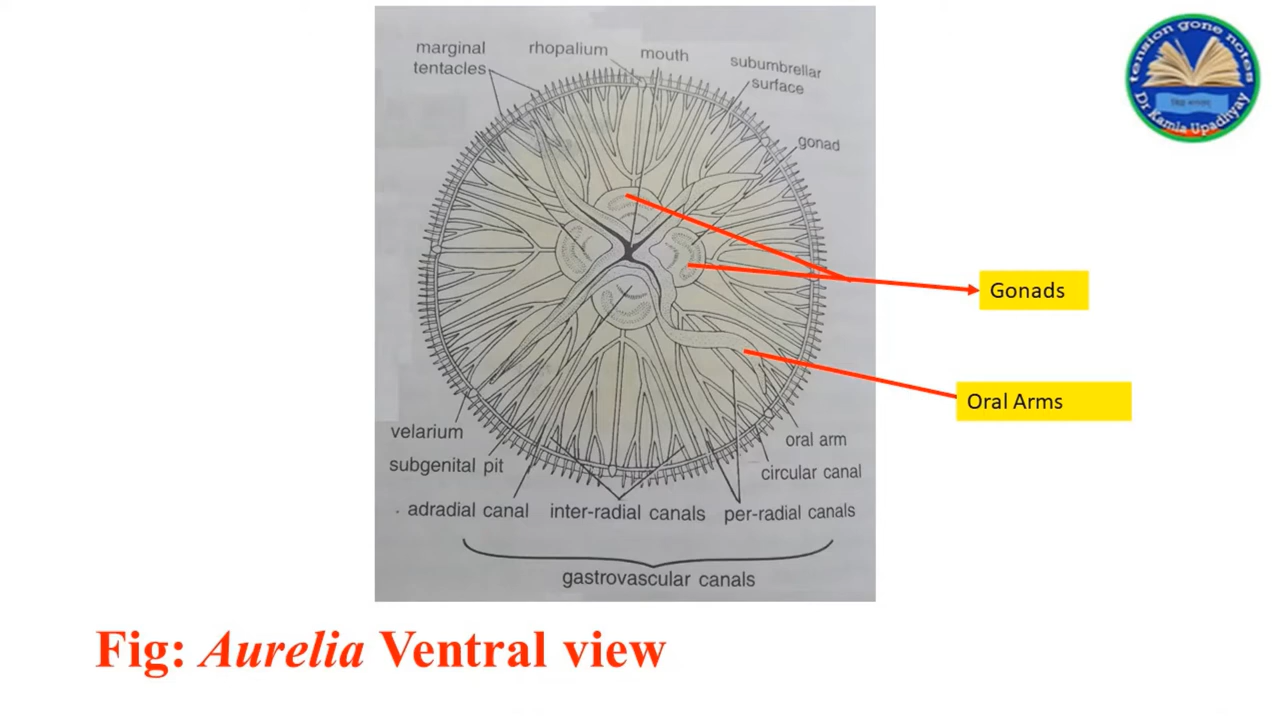 marginal
tentacles
rhopalium
mouth
subumbrellar
surface
gonad
tension gone notes
Dr Kamla Upadhyay
Gonads
Oral Arms
velarium
subgenital pit
oral arm
circular canal
adradial canal
inter-radial canals
per-radial canals
gastrovascular canals
Fig: Aurelia Ventral view